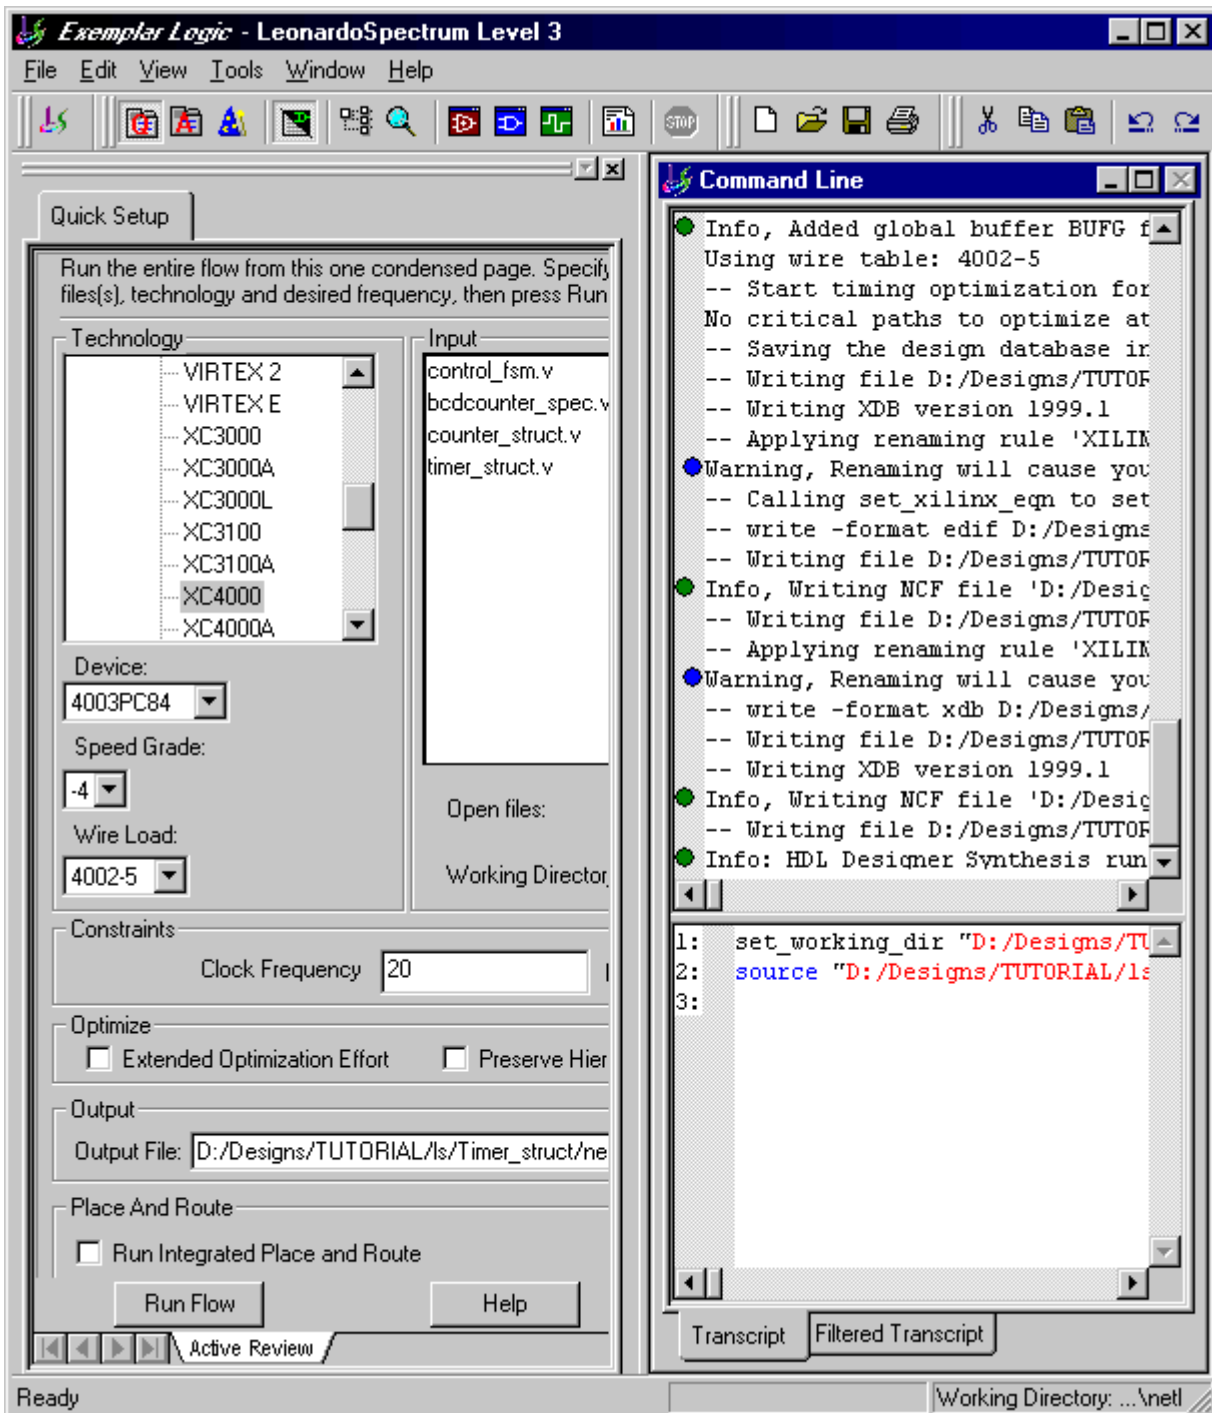 Exemplar Logic - LeonardoSpectrum Level 3
File Edit View Tools Window Help
STOP
Quick Setup
Run the entire flow from this one condensed page. Specify
files(s), technology and desired frequency, then press Run
Technology
VIRTEX 2
VIRTEX E
XC3000
XC3000A
XC3000L
XC3100
XC3100A
XC4000
XC4000A
Device:
4003PC84
Speed Grade:
-4
Wire Load:
4002-5
Input
control_fsm.v
bcdcounter_spec.v
counter_struct.v
timer_struct.v
Open files:
Working Director
Constraints
Clock Frequency 20
Optimize
Extended Optimization Effort Preserve Hier
Output
Output File: D:/Designs/TUTORIAL/ls/Timer_struct/ne
Place And Route
Run Integrated Place and Route
Run Flow Help
Active Review
Command Line
Info, Added global buffer BUFG f
Using wire table: 4002-5
-- Start timing optimization for
No critical paths to optimize at
-- Saving the design database in
-- Writing file D:/Designs/TUTOR
-- Writing XDB version 1999.1
-- Applying renaming rule 'XILIN
Warning, Renaming will cause you
-- Calling set_xilinx_eqn to set
-- write -format edif D:/Designs
-- Writing file D:/Designs/TUTOR
Info, Writing NCF file 'D:/Desig
-- Writing file D:/Designs/TUTOR
-- Applying renaming rule 'XILIN
Warning, Renaming will cause you
-- write -format xdb D:/Designs/
-- Writing file D:/Designs/TUTOR
-- Writing XDB version 1999.1
Info, Writing NCF file 'D:/Desig
-- Writing file D:/Designs/TUTOR
Info: HDL Designer Synthesis run
1: set_working_dir "D:/Designs/TU
2: source "D:/Designs/TUTORIAL/ls
3:
Transcript Filtered Transcript
Ready
Working Directory: ...\netl